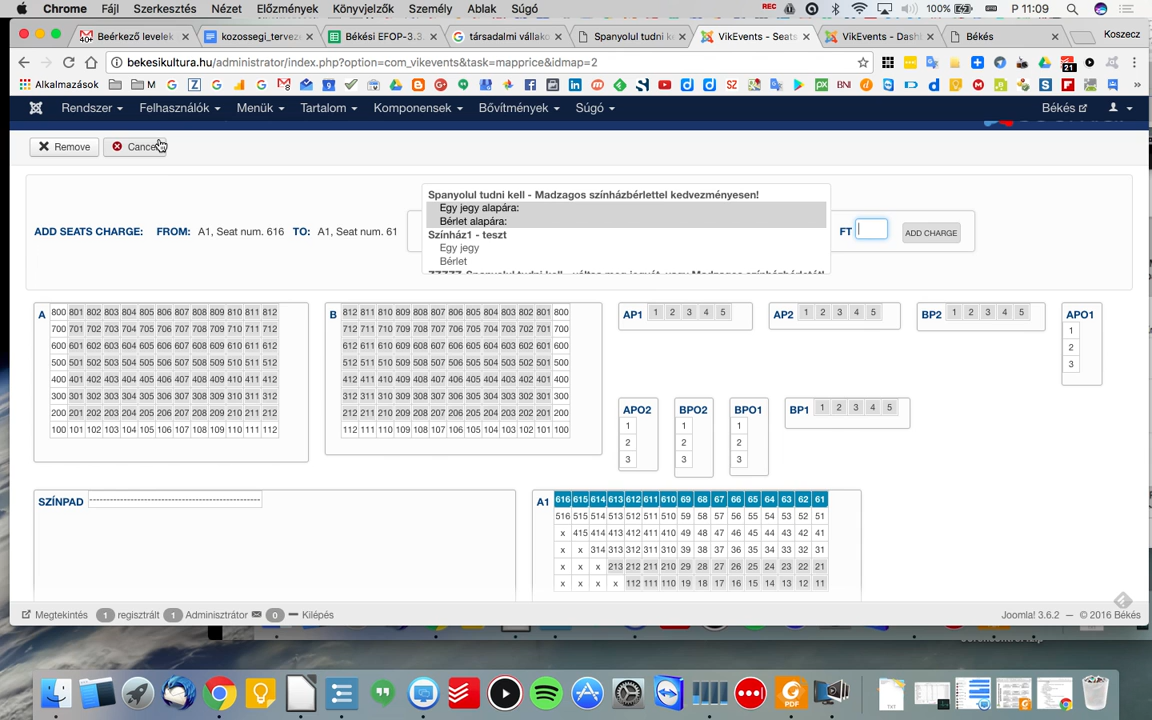 Chrome Fájl Szerkesztés Nézet Előzmények Könyvjelzők Személy Ablak Súgó REC 40+ 100% P 11:09
40+ Beérkező levelek kozossegi_terveze Békési EFOP-3.3. társadalmi vállako Spanyolul tudni ke VikEvents - Seats VikEvents - Dash Békés Koszecz
bekesikultura.hu/administrator/index.php?option=com_vikevents&task=mapprice&idmap=2
Alkalmazások M SZ BNI 21 »
Rendszer Felhasználók Menük Tartalom Komponensek Bővítmények Súgó Békés
Remove Cancel
Spanyolul tudni kell - Madzagos színházbérlettel kedvezményesen!
Egy jegy alapára:
Bérlet alapára:
Színház1 - teszt
Egy jegy
Bérlet
ZZZZZ Spanyolul tudni kell
ADD SEATS CHARGE: FROM: A1, Seat num. 616 TO: A1, Seat num. 61 FT ADD CHARGE
A
800 801 802 803 804 805 806 807 808 809 810 811 812
700 701 702 703 704 705 706 707 708 709 710 711 712
600 601 602 603 604 605 606 607 608 609 610 611 612
500 501 502 503 504 505 506 507 508 509 510 511 512
400 401 402 403 404 405 406 407 408 409 410 411 412
300 301 302 303 304 305 306 307 308 309 310 311 312
200 201 202 203 204 205 206 207 208 209 210 211 212
100 101 102 103 104 105 106 107 108 109 110 111 112
B
812 811 810 809 808 807 806 805 804 803 802 801 800
712 711 710 709 708 707 706 705 704 703 702 701 700
612 611 610 609 608 607 606 605 604 603 602 601 600
512 511 510 509 508 507 506 505 504 503 502 501 500
412 411 410 409 408 407 406 405 404 403 402 401 400
312 311 310 309 308 307 306 305 304 303 302 301 300
212 211 210 209 208 207 206 205 204 203 202 201 200
112 111 110 109 108 107 106 105 104 103 102 101 100
AP1 1 2 3 4 5
AP2 1 2 3 4 5
BP2 1 2 3 4 5
APO1
1
2
3
APO2
1
2
3
BPO2
1
2
3
BPO1
1
2
3
BP1 1 2 3 4 5
SZÍNPAD --------------------------------------------------
A1
616 615 614 613 612 611 610 69 68 67 66 65 64 63 62 61
516 515 514 513 512 511 510 59 58 57 56 55 54 53 52 51
x 415 414 413 412 411 410 49 48 47 46 45 44 43 42 41
x x 314 313 312 311 310 39 38 37 36 35 34 33 32 31
x x x 213 212 211 210 29 28 27 26 25 24 23 22 21
x x x x 112 111 110 19 18 17 16 15 14 13 12 11
Megtekintés 1 regisztrált 1 Adminisztrátor 0 Kilépés Joomla! 3.6.2 — © 2016 Békés
PDF TXT